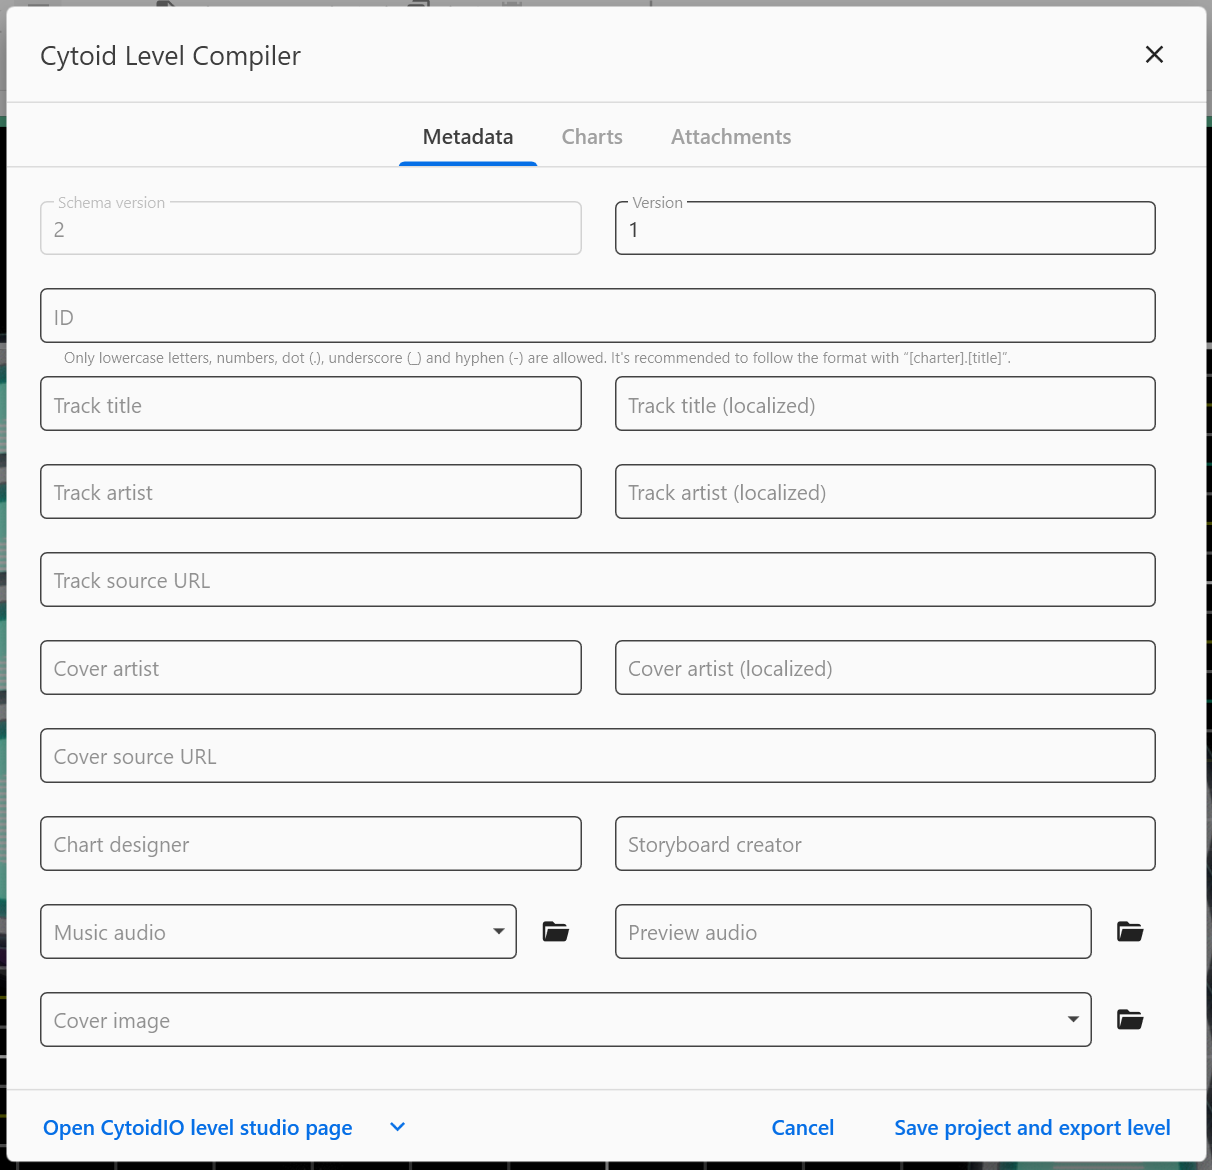 Cytoid Level Compiler
Metadata
Charts
Attachments
Schema version
2
Version
1
ID
Only lowercase letters, numbers, dot (.), underscore (_) and hyphen (-) are allowed. It's recommended to follow the format with “[charter].[title]”.
Track title
Track title (localized)
Track artist
Track artist (localized)
Track source URL
Cover artist
Cover artist (localized)
Cover source URL
Chart designer
Storyboard creator
Music audio
Preview audio
Cover image
Open CytoidIO level studio page
Cancel
Save project and export level